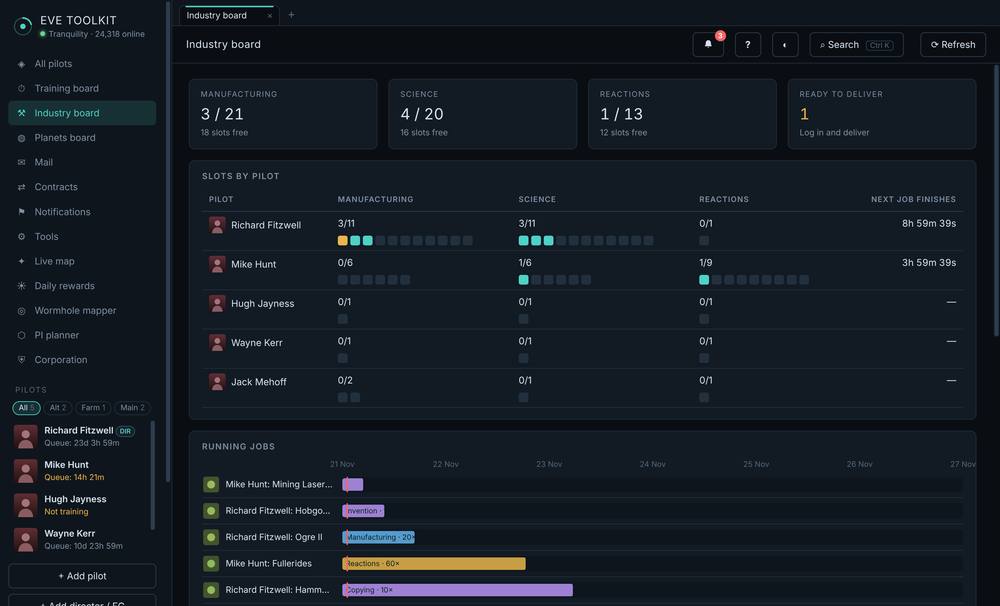 EVE TOOLKIT
Tranquility · 24,318 online
All pilots
Training board
Industry board
Planets board
Mail
Contracts
Notifications
Tools
Live map
Daily rewards
Wormhole mapper
PI planner
Corporation
PILOTS
All 5 Alt 2 Farm 1 Main 2
Richard Fitzwell DIR
Queue: 23d 3h 59m
Mike Hunt
Queue: 14h 21m
Hugh Jayness
Not training
Wayne Kerr
Queue: 10d 23h 59m
+ Add pilot
+ Add director / FC
Industry board × +
Industry board
3 ? Search Ctrl K Refresh
MANUFACTURING
3 / 21
18 slots free
SCIENCE
4 / 20
16 slots free
REACTIONS
1 / 13
12 slots free
READY TO DELIVER
1
Log in and deliver
SLOTS BY PILOT
PILOT MANUFACTURING SCIENCE REACTIONS NEXT JOB FINISHES
Richard Fitzwell 3/11 3/11 0/1 8h 59m 39s
Mike Hunt 0/6 1/6 1/9 3h 59m 39s
Hugh Jayness 0/1 0/1 0/1 —
Wayne Kerr 0/1 0/1 0/1 —
Jack Mehoff 0/2 0/1 0/1 —
RUNNING JOBS
21 Nov 22 Nov 23 Nov 24 Nov 25 Nov 26 Nov 27 Nov
Mike Hunt: Mining Laser...
Richard Fitzwell: Hobgo... Invention ·
Richard Fitzwell: Ogre II Manufacturing · 20×
Mike Hunt: Fullerides Reactions · 60×
Richard Fitzwell: Hamm... Copying · 10×